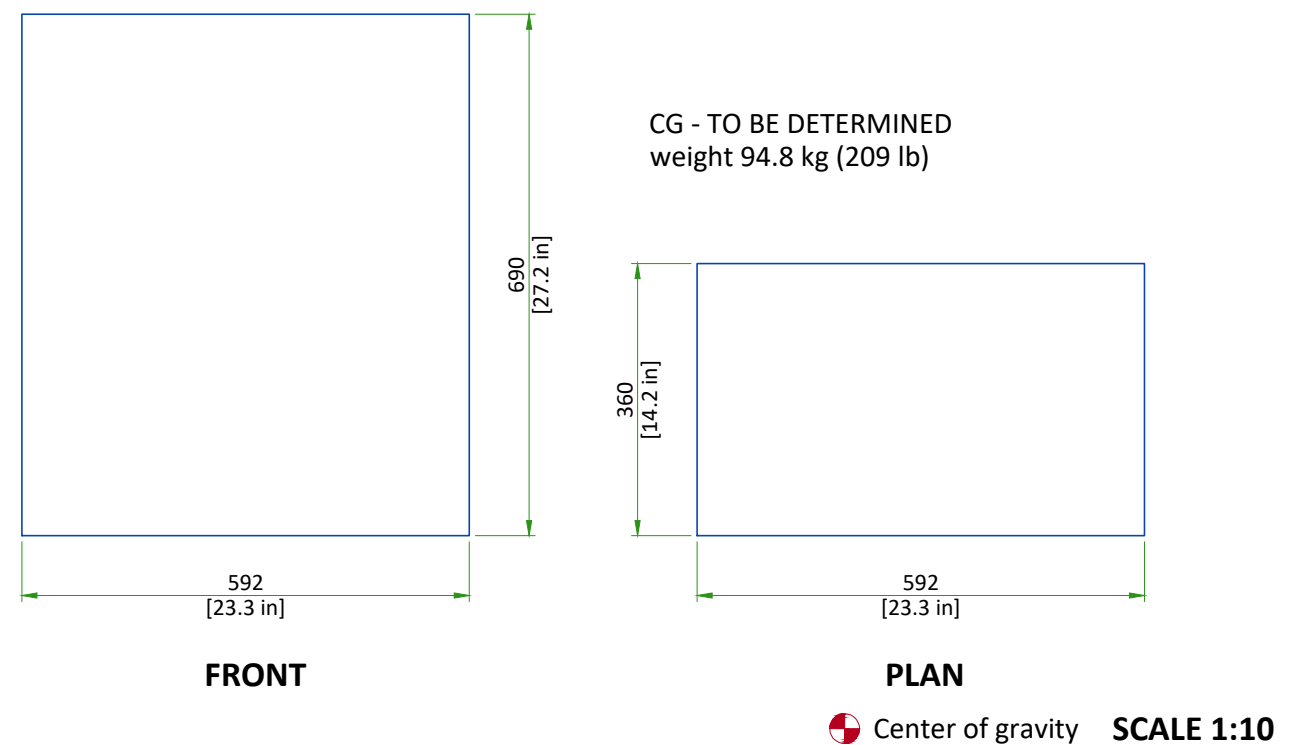 CG - TO BE DETERMINED
weight 94.8 kg (209 lb)
690
[27.2 in]
360
[14.2 in]
592
[23.3 in]
592
[23.3 in]
FRONT
PLAN
Center of gravity
SCALE 1:10